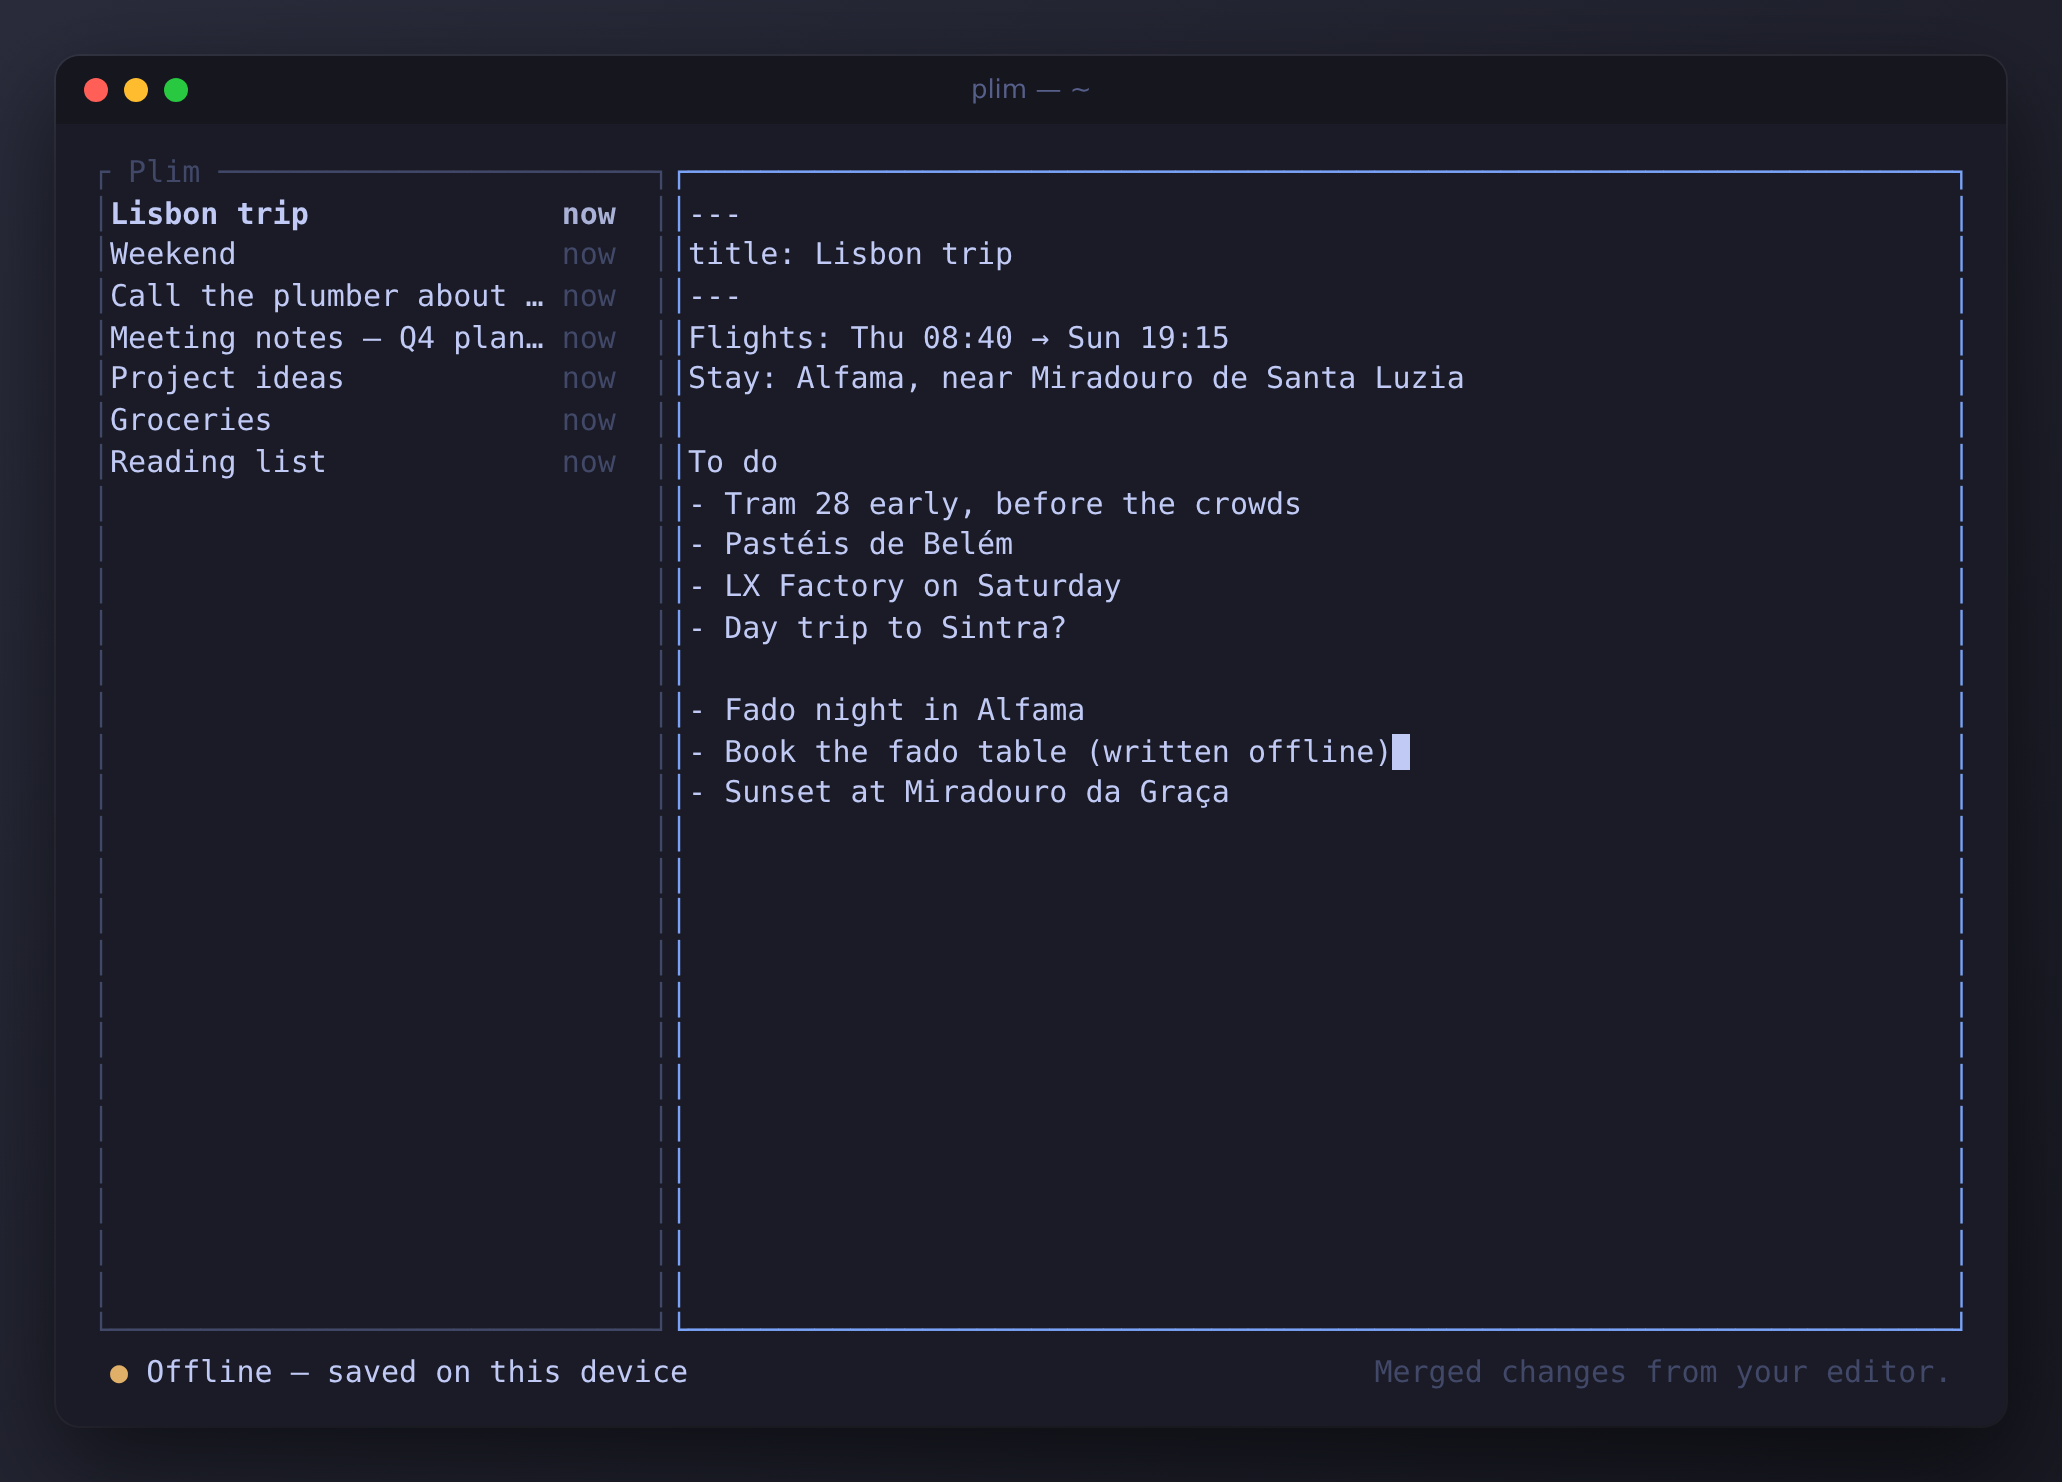 plim — ~
Plim
Lisbon trip now
Weekend now
Call the plumber about … now
Meeting notes — Q4 plan… now
Project ideas now
Groceries now
Reading list now
---
title: Lisbon trip
---
Flights: Thu 08:40 → Sun 19:15
Stay: Alfama, near Miradouro de Santa Luzia
To do
- Tram 28 early, before the crowds
- Pastéis de Belém
- LX Factory on Saturday
- Day trip to Sintra?
- Fado night in Alfama
- Book the fado table (written offline)
- Sunset at Miradouro da Graça
Offline — saved on this device
Merged changes from your editor.